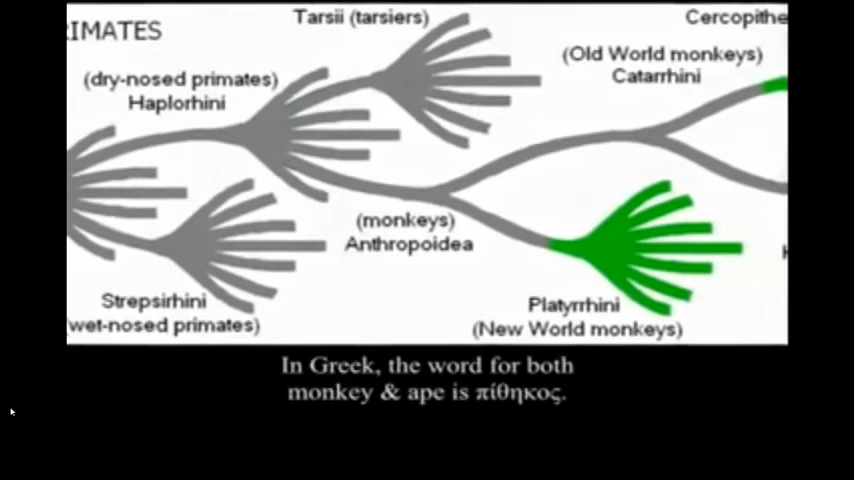 RIMATES
Tarsii (tarsiers)
Cercopithe
(dry-nosed primates)
Haplorhini
(Old World monkeys)
Catarrhini
(monkeys)
Anthropoidea
Strepsirhini
wet-nosed primates)
Platyrrhini
(New World monkeys)
In Greek, the word for both
monkey & ape is πίθηκος.